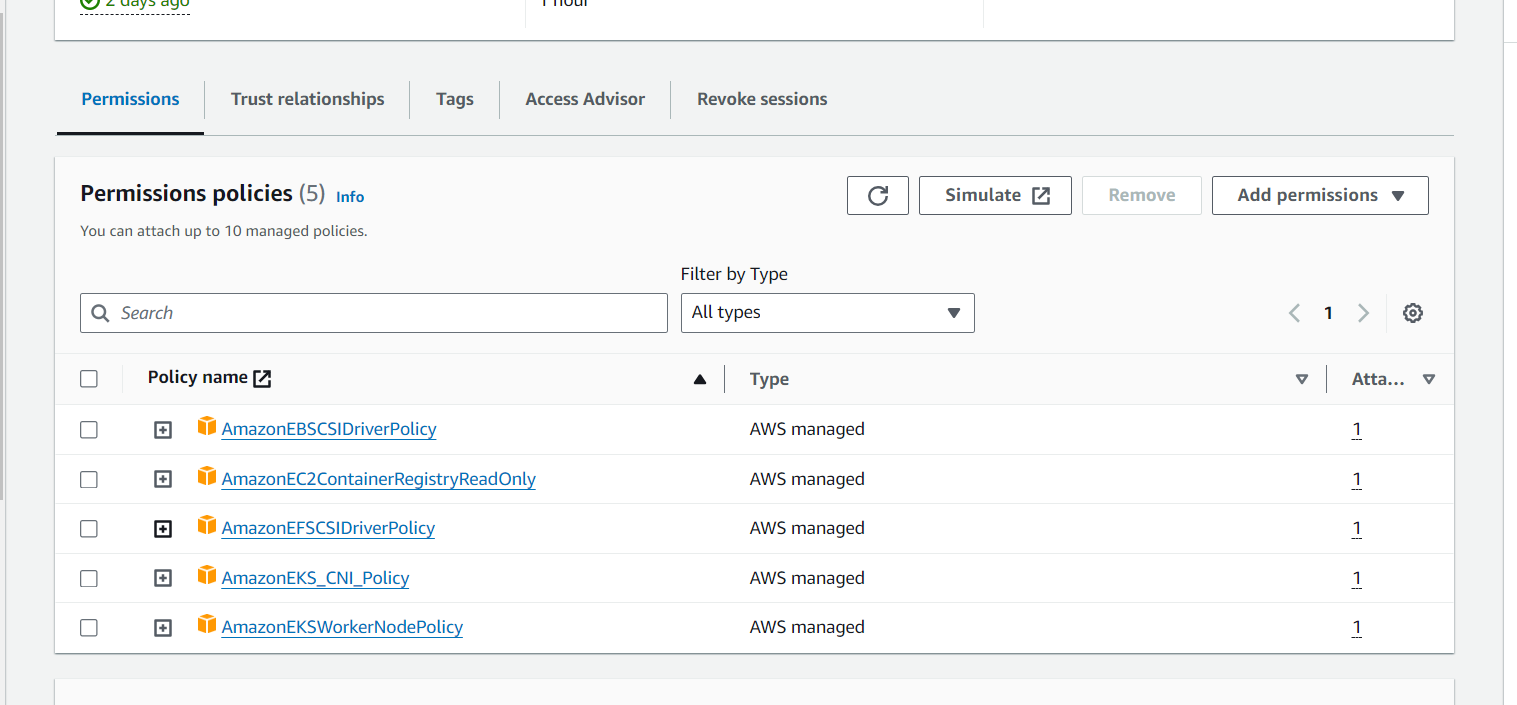 2 days ago
1 hour
Permissions
Trust relationships
Tags
Access Advisor
Revoke sessions
Permissions policies (5) Info
Simulate
Remove
Add permissions
You can attach up to 10 managed policies.
Filter by Type
Search
All types
1
Policy name
Type
Atta...
AmazonEBSCSIDriverPolicy AWS managed 1
AmazonEC2ContainerRegistryReadOnly AWS managed 1
AmazonEFSCSIDriverPolicy AWS managed 1
AmazonEKS_CNI_Policy AWS managed 1
AmazonEKSWorkerNodePolicy AWS managed 1